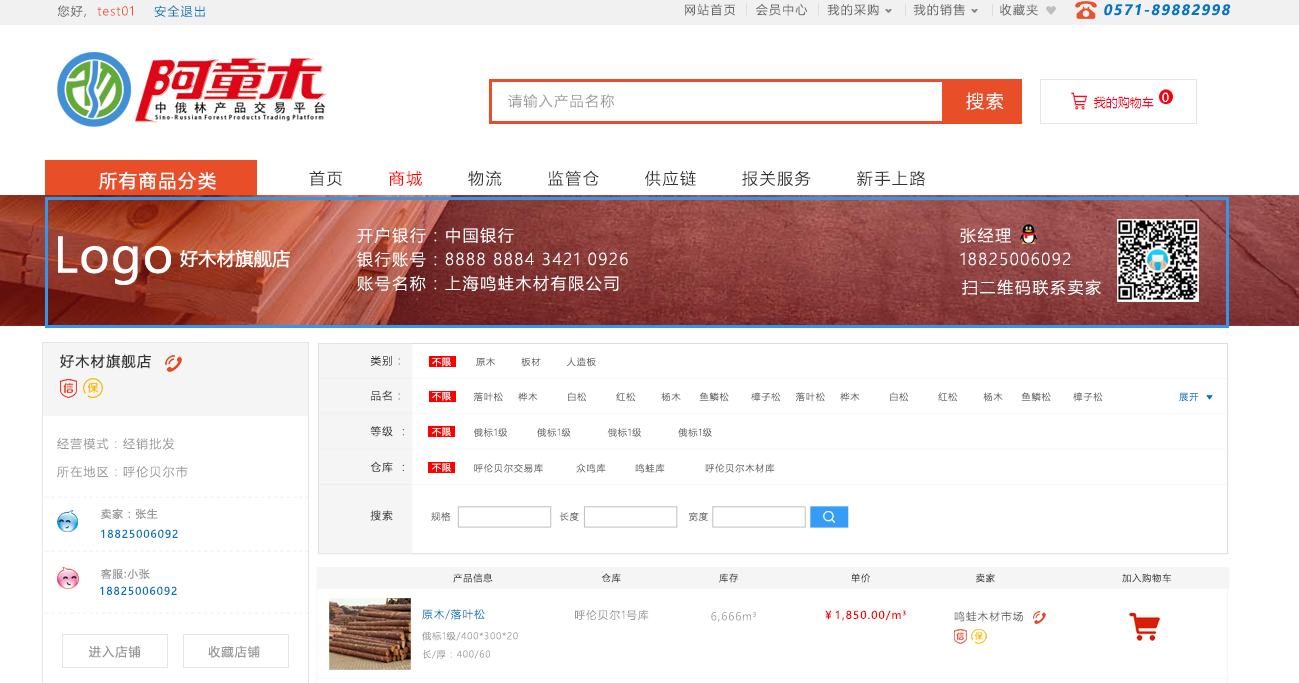 您好，test01 安全退出 网站首页 会员中心 我的采购 我的销售 收藏夹 0571-89882998
阿童木
中俄林产品交易平台
Sino-Russian Forest Products Trading Platform
请输入产品名称 搜索 我的购物车 0
所有商品分类 首页 商城 物流 监管仓 供应链 报关服务 新手上路
Logo 好木材旗舰店
开户银行：中国银行
银行账号：8888 8884 3421 0926
账号名称：上海鸣蛙木材有限公司
张经理
18825006092
扫二维码联系卖家
好木材旗舰店
信 保
经营模式：经销批发
所在地区：呼伦贝尔市
卖家：张生
18825006092
客服:小张
18825006092
进入店铺 收藏店铺
类别： 不限 原木 板材 人造板
品名： 不限 落叶松 桦木 白松 红松 杨木 鱼鳞松 樟子松 落叶松 桦木 白松 红松 杨木 鱼鳞松 樟子松 展开
等级 ： 不限 俄标1级 俄标1级 俄标1级 俄标1级
仓库 ： 不限 呼伦贝尔交易库 众鸣库 鸣蛙库 呼伦贝尔木材库
搜索 规格 长度 宽度
产品信息 仓库 库存 单价 卖家 加入购物车
原木/落叶松 呼伦贝尔1号库 6,666m³ ¥1,850.00/m³ 鸣蛙木材市场
俄标1级/400*300*20 信 保
长/厚：400/60